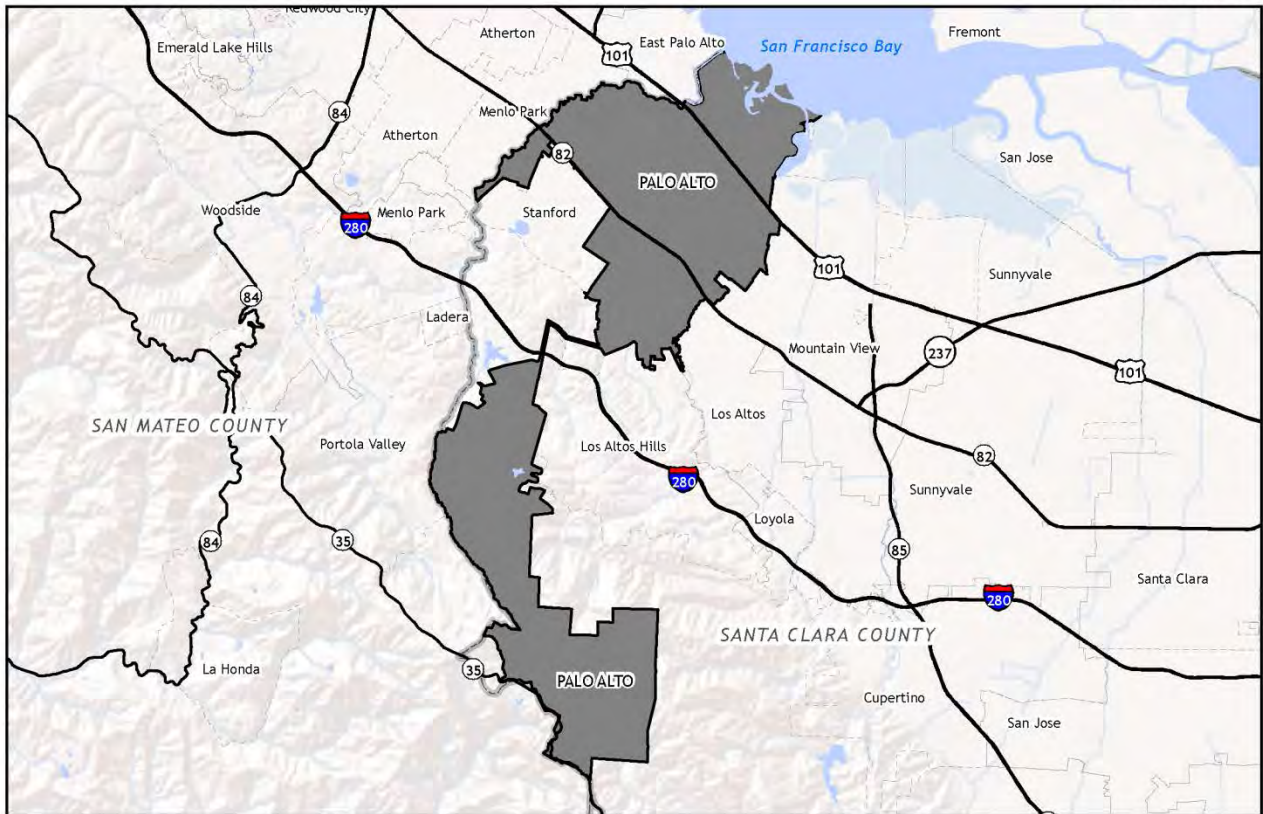 Redwood City
Atherton
Fremont
East Palo Alto
San Francisco Bay
Emerald Lake Hills
101
84
Menlo Park
Atherton
82
San Jose
PALO ALTO
Woodside
Menlo Park
Stanford
280
101
Sunnyvale
84
Ladera
Mountain View
237
101
Los Altos
SAN MATEO COUNTY
Portola Valley
Los Altos Hills
82
280
Sunnyvale
Loyola
84
35
85
Santa Clara
280
SANTA CLARA COUNTY
La Honda
35
PALO ALTO
Cupertino
San Jose